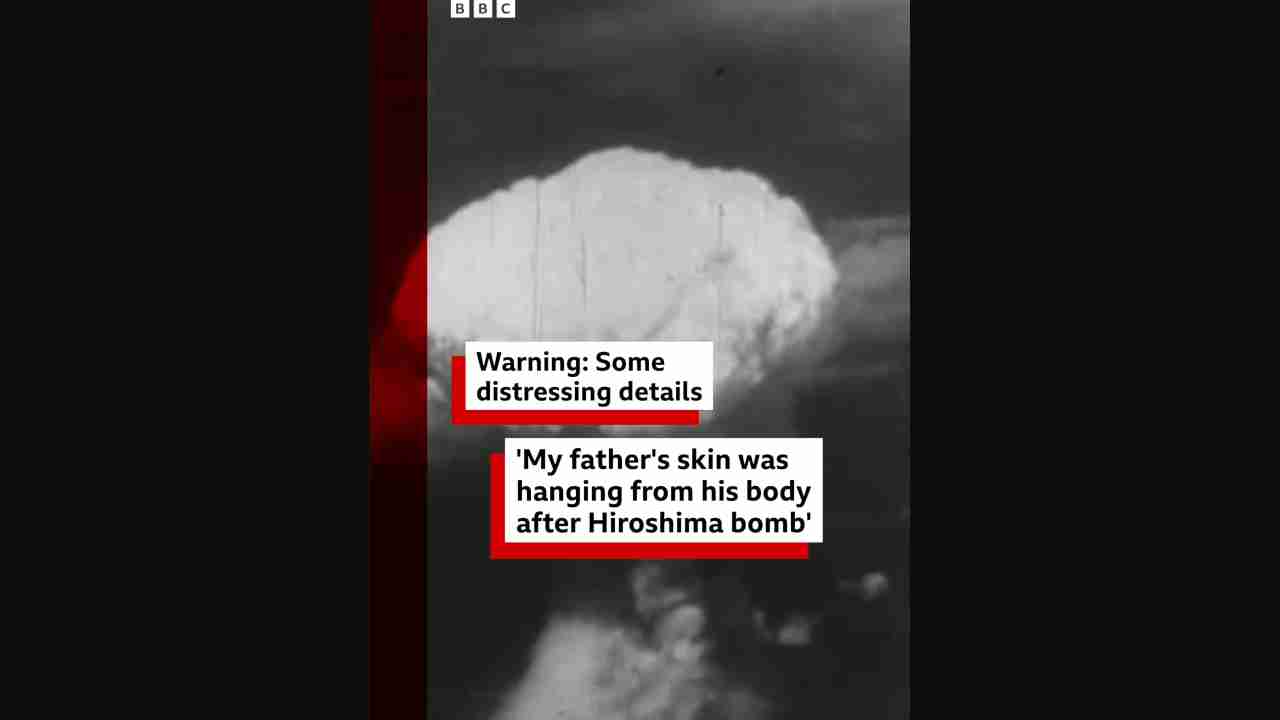 BBC
Warning: Some
distressing details
'My father's skin was
hanging from his body
after Hiroshima bomb'